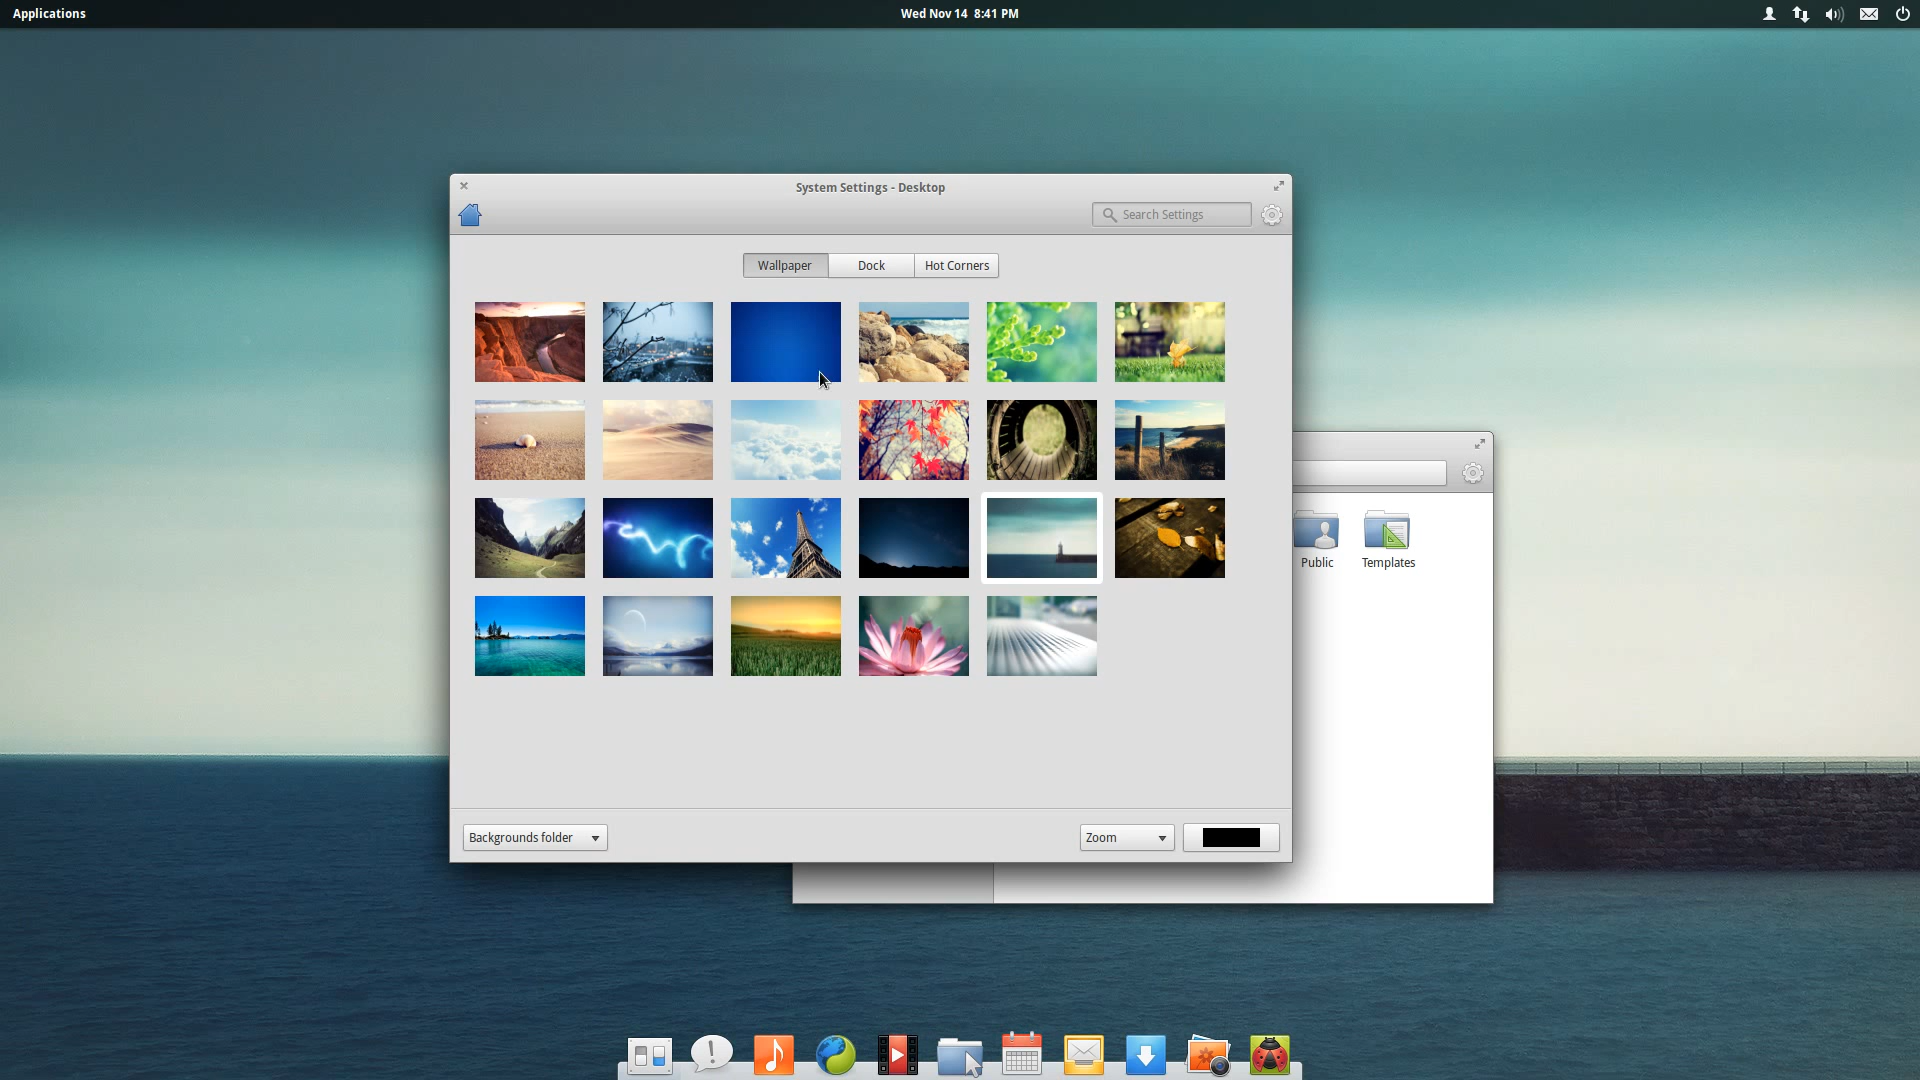 Applications
Wed Nov 14 8:41 PM
System Settings - Desktop
Search Settings
Wallpaper
Dock
Hot Corners
Public
Templates
Backgrounds folder
Zoom